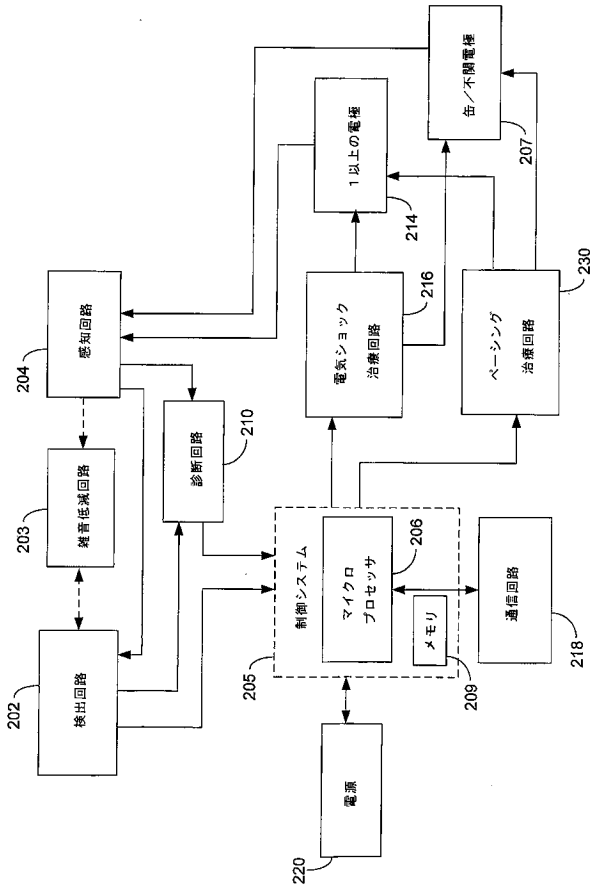 202
検出回路
203
雑音低減回路
204
感知回路
210
診断回路
205
制御システム
マイクロ
プロセッサ
206
メモリ
209
電源
220
通信回路
218
電気ショック
治療回路
216
1以上の電極
214
缶／不関電極
207
ペーシング
治療回路
230